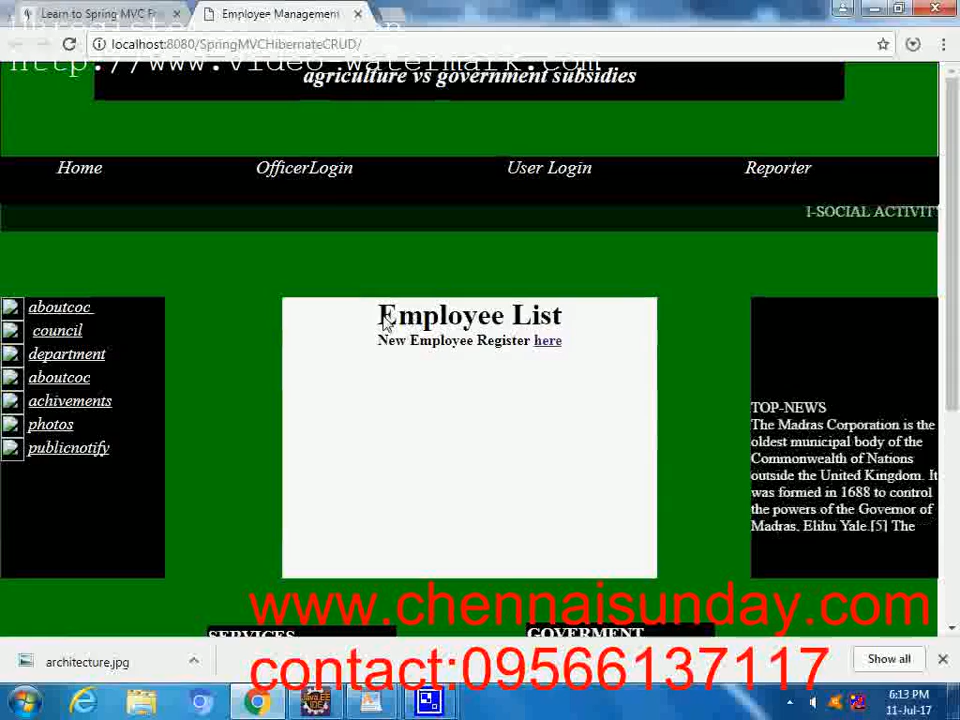 Learn to Spring MVC Fr
Employee Management
localhost:8080/SpringMVCHibernateCRUD/
http://www.video-watermark.com
agriculture vs government subsidies
Home
OfficerLogin
User Login
Reporter
I-SOCIAL ACTIVIT
aboutcoc
council
department
aboutcoc
achivements
photos
publicnotify
Employee List
New Employee Register here
TOP-NEWS
The Madras Corporation is the
oldest municipal body of the
Commonwealth of Nations
outside the United Kingdom. It
was formed in 1688 to control
the powers of the Governor of
Madras, Elihu Yale.[5] The
SERVICES
GOVERMENT
www.chennaisunday.com
contact:09566137117
architecture.jpg
Show all
6:13 PM
11-Jul-17